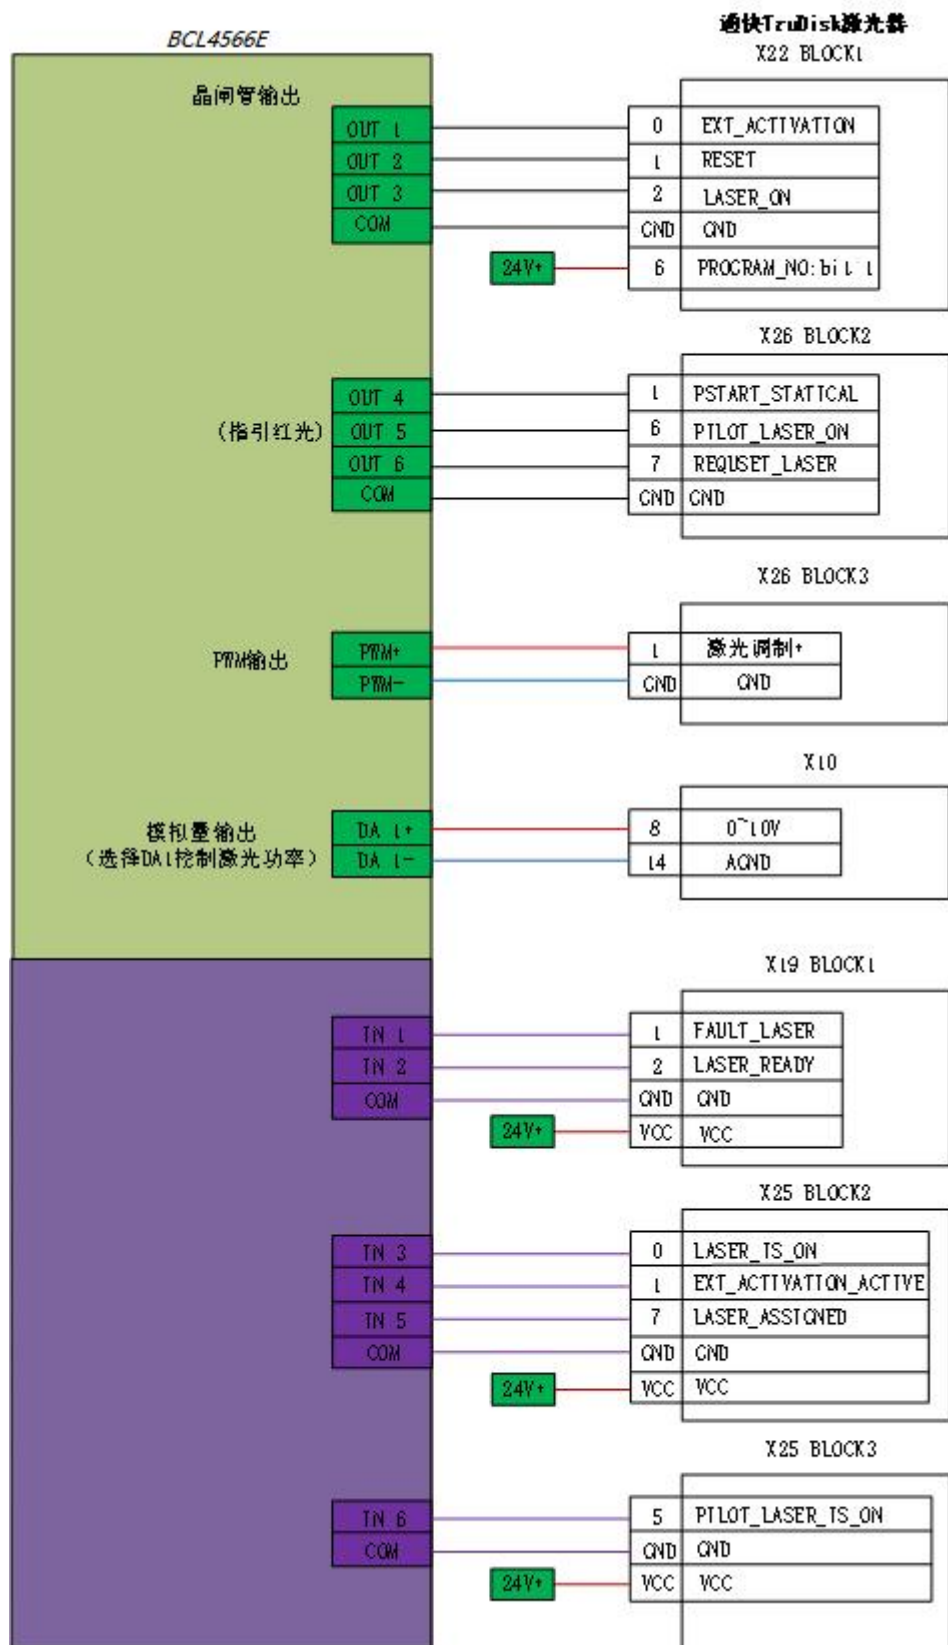 通快TruDisk激光器
BCL4566E
X22 BLOCK1
晶闸管输出
OUT 1 0 EXT_ACTIVATION
OUT 2 1 RESET
OUT 3 2 LASER_ON
COM GND GND
24V+ 6 PROGRAM_NO:bit 1
X26 BLOCK2
OUT 4 1 PSTART_STATICAL
(指引红光) OUT 5 6 PILOT_LASER_ON
OUT 6 7 REQUSET_LASER
COM GND GND
X26 BLOCK3
PWM输出 PWM+ 1 激光调制+
PWM- GND GND
X10
模拟量输出 DA 1+ 8 0~10V
(选择DA1控制激光功率) DA 1- 14 AGND
X19 BLOCK1
IN 1 1 FAULT_LASER
IN 2 2 LASER_READY
COM GND GND
24V+ VCC VCC
X25 BLOCK2
IN 3 0 LASER_IS_ON
IN 4 1 EXT_ACTIVATION_ACTIVE
IN 5 7 LASER_ASSIGNED
COM GND GND
24V+ VCC VCC
X25 BLOCK3
IN 6 5 PILOT_LASER_IS_ON
COM GND GND
24V+ VCC VCC